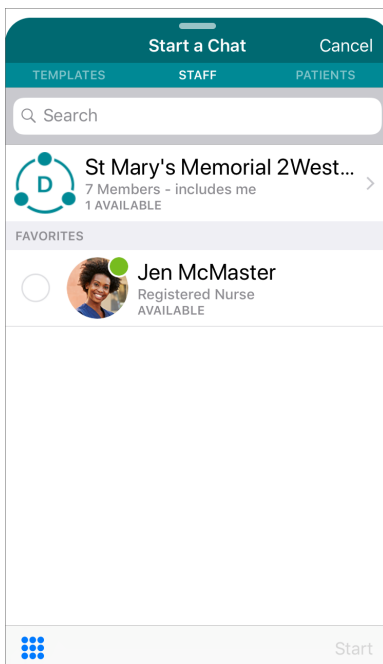 Start a Chat Cancel
TEMPLATES STAFF PATIENTS
Search
D
St Mary's Memorial 2West...
7 Members - includes me
1 AVAILABLE
FAVORITES
Jen McMaster
Registered Nurse
AVAILABLE
Start